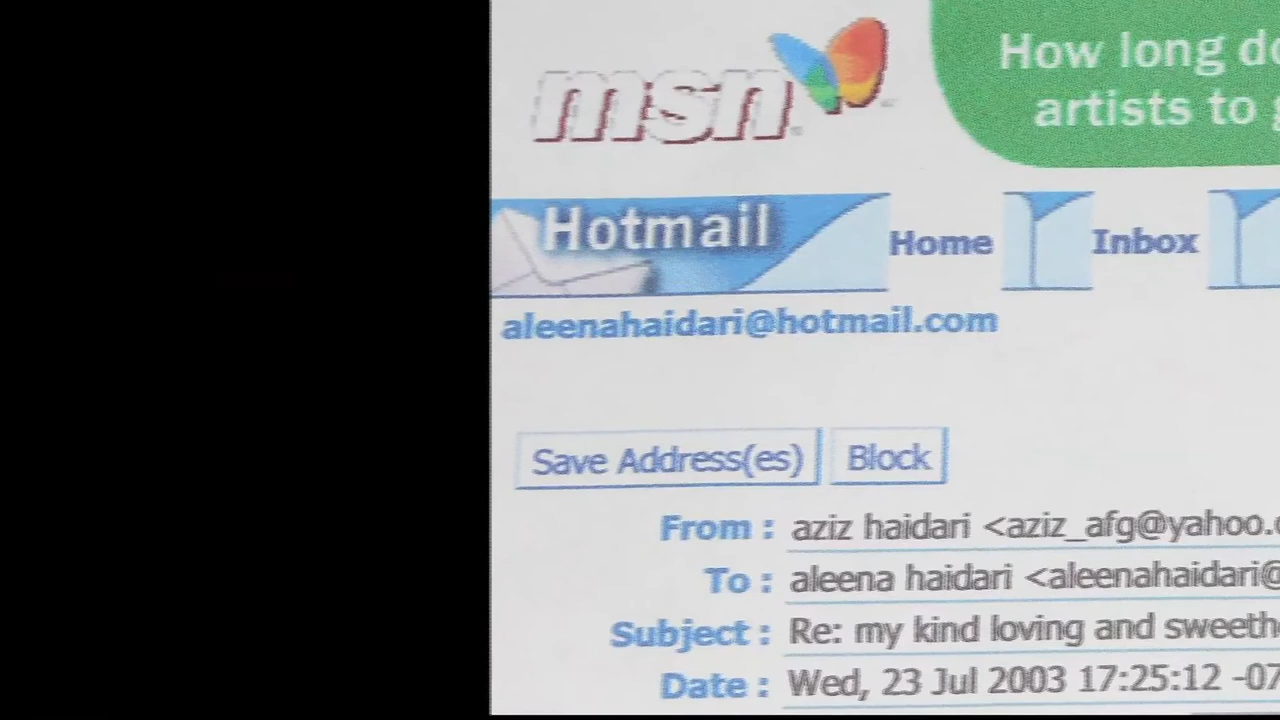 msn
How long do
artists to g
Hotmail Home Inbox
aleenahaidari@hotmail.com
Save Address(es) Block
From : aziz haidari <aziz_afg@yahoo.c
To : aleena haidari <aleenahaidari@
Subject : Re: my kind loving and sweeth
Date : Wed, 23 Jul 2003 17:25:12 -07